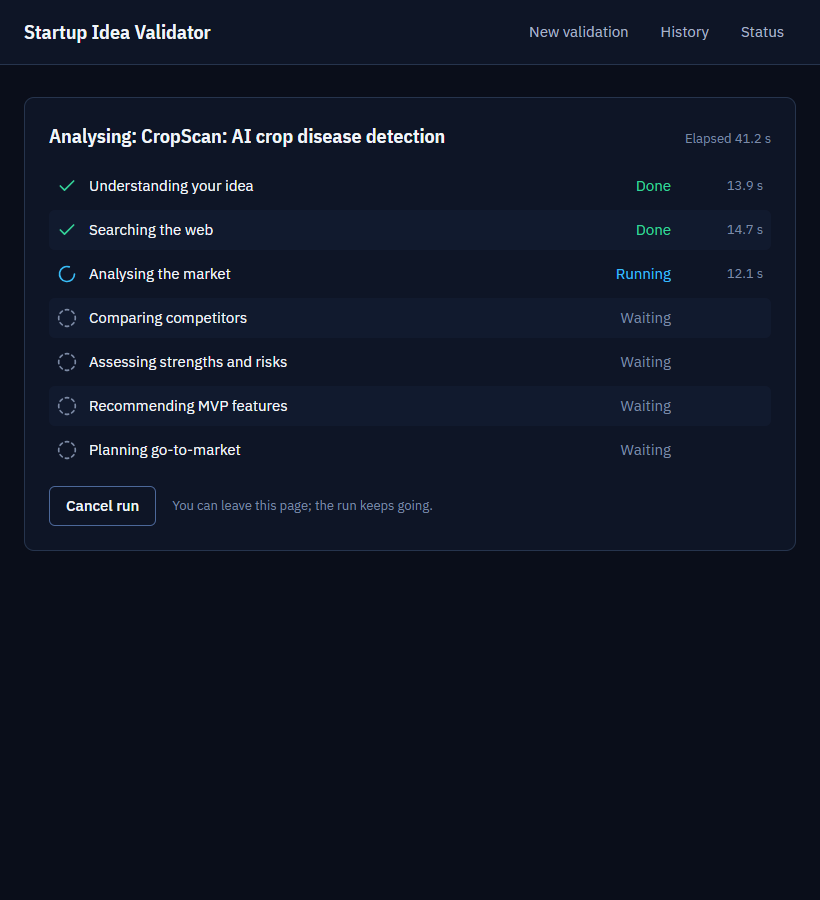 Startup Idea Validator
New validation History Status
Analysing: CropScan: AI crop disease detection
Elapsed 41.2 s
Understanding your idea Done 13.9 s
Searching the web Done 14.7 s
Analysing the market Running 12.1 s
Comparing competitors Waiting
Assessing strengths and risks Waiting
Recommending MVP features Waiting
Planning go-to-market Waiting
Cancel run You can leave this page; the run keeps going.